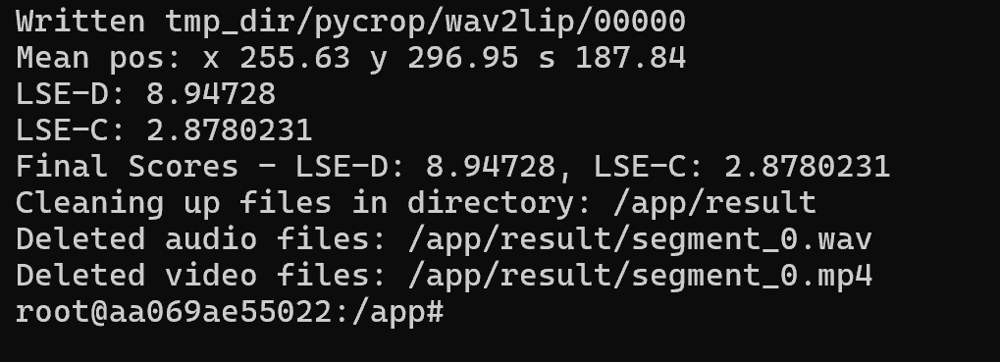 Written tmp_dir/pycrop/wav2lip/00000
Mean pos: x 255.63 y 296.95 s 187.84
LSE-D: 8.94728
LSE-C: 2.8780231
Final Scores - LSE-D: 8.94728, LSE-C: 2.8780231
Cleaning up files in directory: /app/result
Deleted audio files: /app/result/segment_0.wav
Deleted video files: /app/result/segment_0.mp4
root@aa069ae55022:/app#